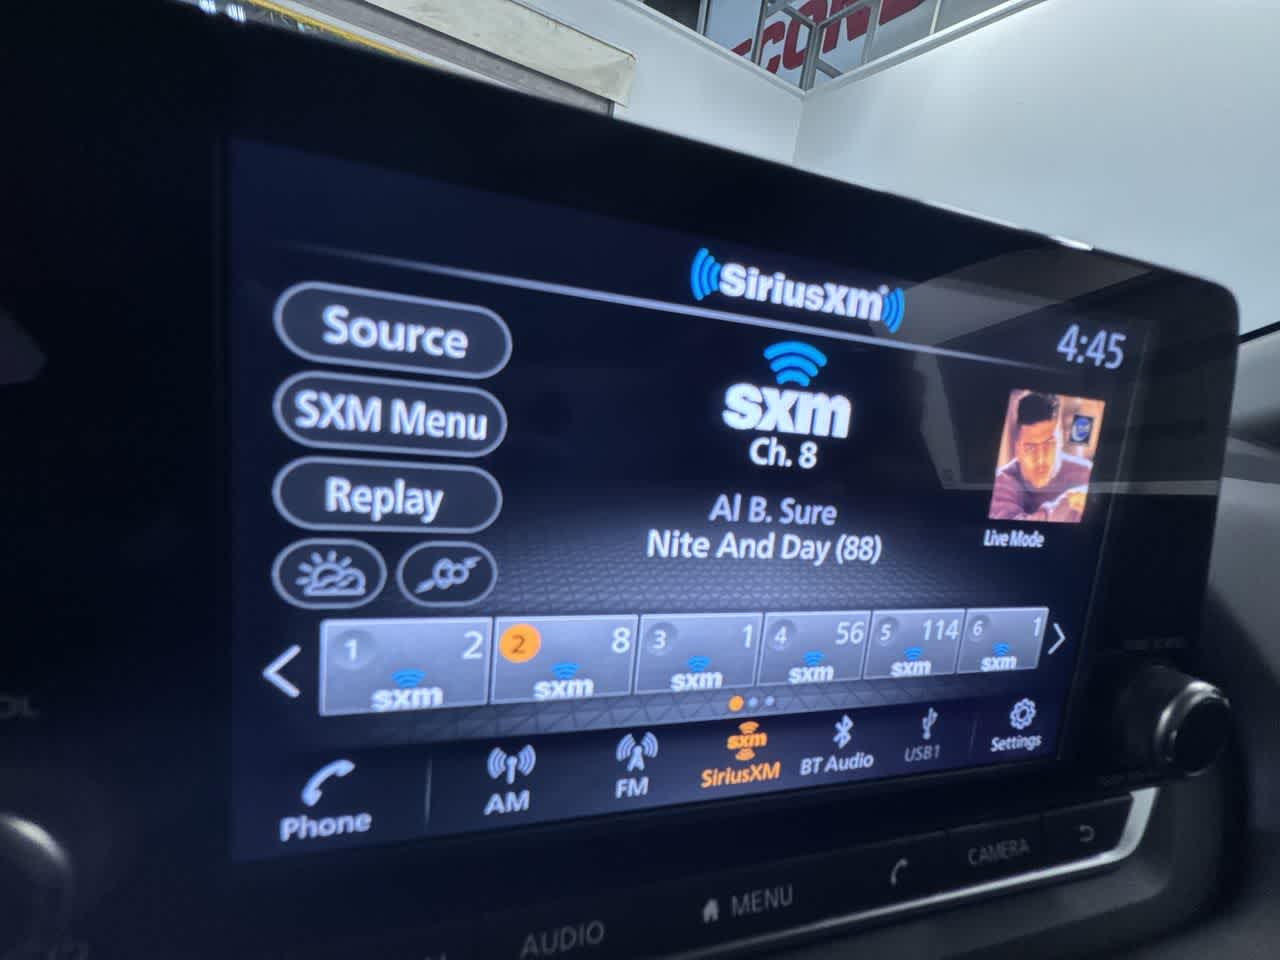 SiriusXM
4:45
Source
SXM Menu
Replay
sxm
Ch. 8
Al B. Sure
Nite And Day (88)
Live Mode
1 2 sxm
2 8 sxm
3 1 sxm
4 56 sxm
5 114 sxm
6 1 sxm
Phone
AM
FM
sxm
SiriusXM
BT Audio
USB1
Settings
AUDIO
MENU
CAMERA